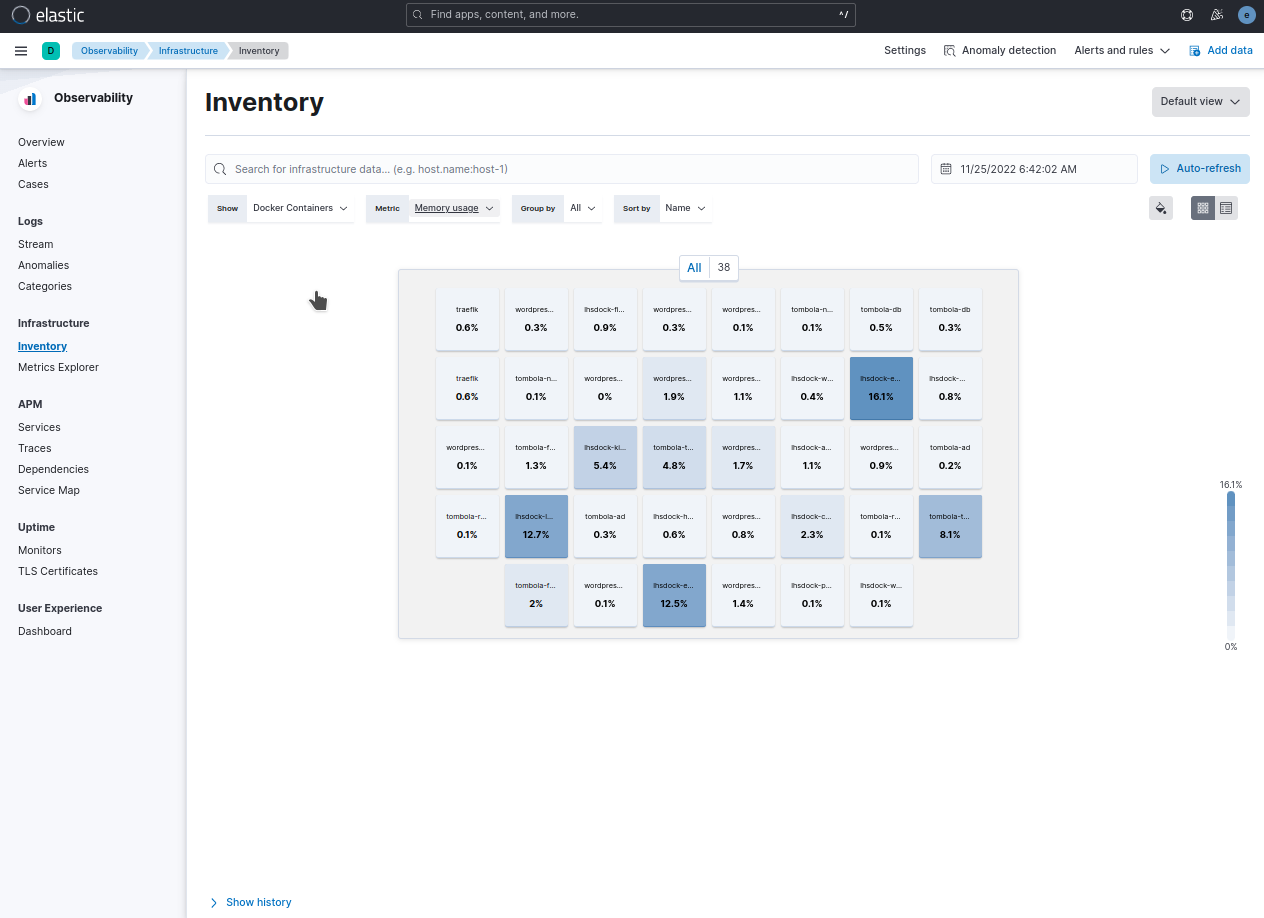 elastic
Find apps, content, and more.
^/
e
D
Observability
Infrastructure
Inventory
Settings
Anomaly detection
Alerts and rules
Add data
Observability
Overview
Alerts
Cases
Logs
Stream
Anomalies
Categories
Infrastructure
Inventory
Metrics Explorer
APM
Services
Traces
Dependencies
Service Map
Uptime
Monitors
TLS Certificates
User Experience
Dashboard
Inventory
Default view
Search for infrastructure data... (e.g. host.name:host-1)
11/25/2022 6:42:02 AM
Auto-refresh
Show Docker Containers
Metric Memory usage
Group by All
Sort by Name
All 38
traefik wordpres... lhsdock-fl... wordpres... wordpres... tombola-n... tombola-db tombola-db
0.6% 0.3% 0.9% 0.3% 0.1% 0.1% 0.5% 0.3%
traefik tombola-n... wordpres... wordpres... wordpres... lhsdock-w... lhsdock-e... lhsdock-...
0.6% 0.1% 0% 1.9% 1.1% 0.4% 16.1% 0.8%
wordpres... tombola-f... lhsdock-ki... tombola-t... wordpres... lhsdock-a... wordpres... tombola-ad
0.1% 1.3% 5.4% 4.8% 1.7% 1.1% 0.9% 0.2%
tombola-r... lhsdock-l... tombola-ad lhsdock-h... wordpres... lhsdock-c... tombola-r... tombola-t...
0.1% 12.7% 0.3% 0.6% 0.8% 2.3% 0.1% 8.1%
tombola-f... wordpres... lhsdock-e... wordpres... lhsdock-p... lhsdock-w...
2% 0.1% 12.5% 1.4% 0.1% 0.1%
16.1%
0%
Show history